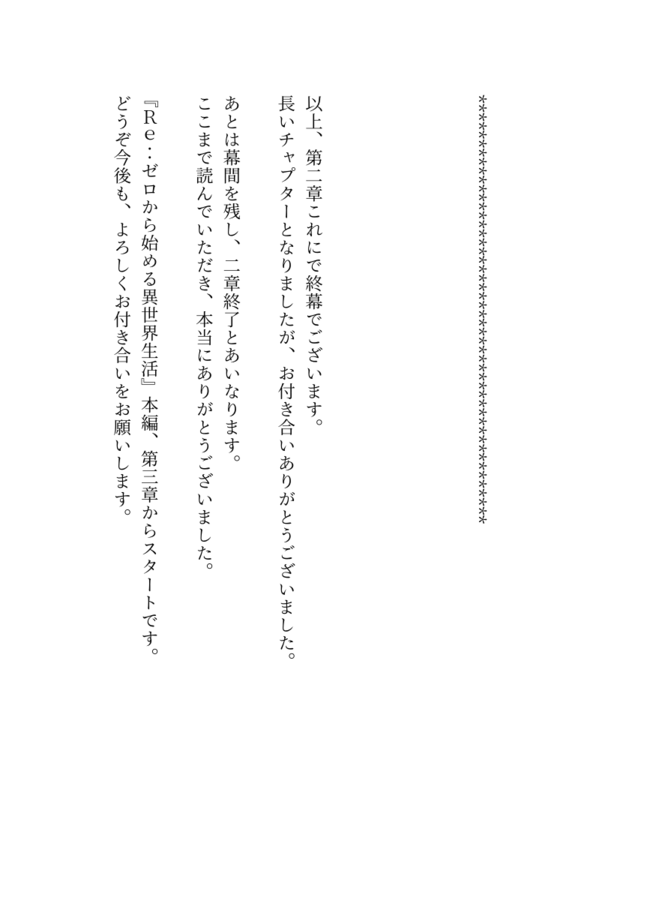 ************************************************
以上、第二章これにで終幕でございます。
長いチャプターとなりましたが、お付き合いありがとうございました。
あとは幕間を残し、二章終了とあいなります。
ここまで読んでいただき、本当にありがとうございました。
『Ｒｅ：ゼロから始める異世界生活』本編、第三章からスタートです。
どうぞ今後も、よろしくお付き合いをお願いします。